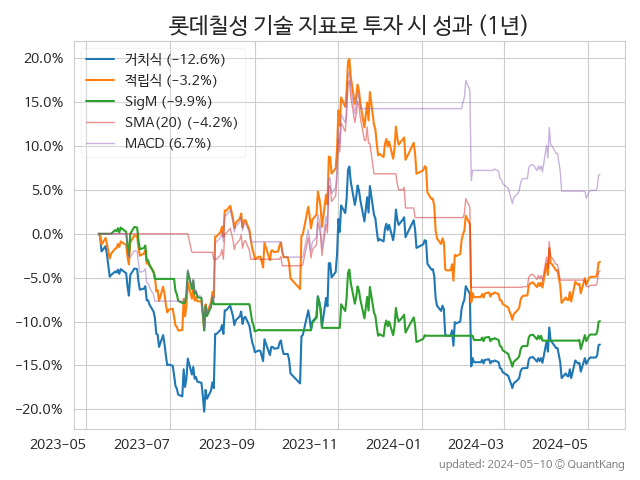 롯데칠성 기술 지표로 투자 시 성과 (1년)
거치식 (−12.6%)
적립식 (−3.2%)
SigM (−9.9%)
SMA(20) (−4.2%)
MACD (6.7%)
20.0%
15.0%
10.0%
5.0%
0.0%
−5.0%
−10.0%
−15.0%
−20.0%
2023-05 2023-07 2023-09 2023-11 2024-01 2024-03 2024-05
updated: 2024-05-10 © QuantKang